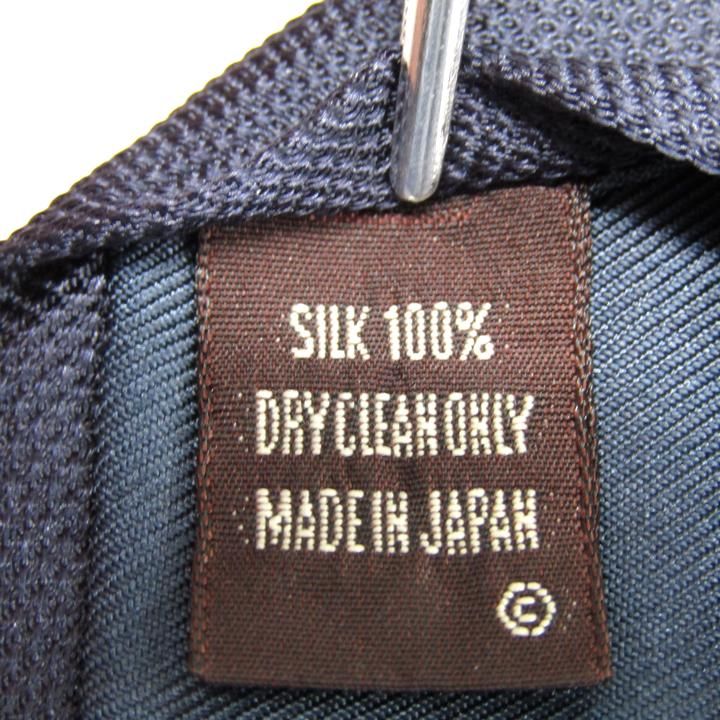 SILK 100%
DRY CLEAN ONLY
MADE IN JAPAN
©